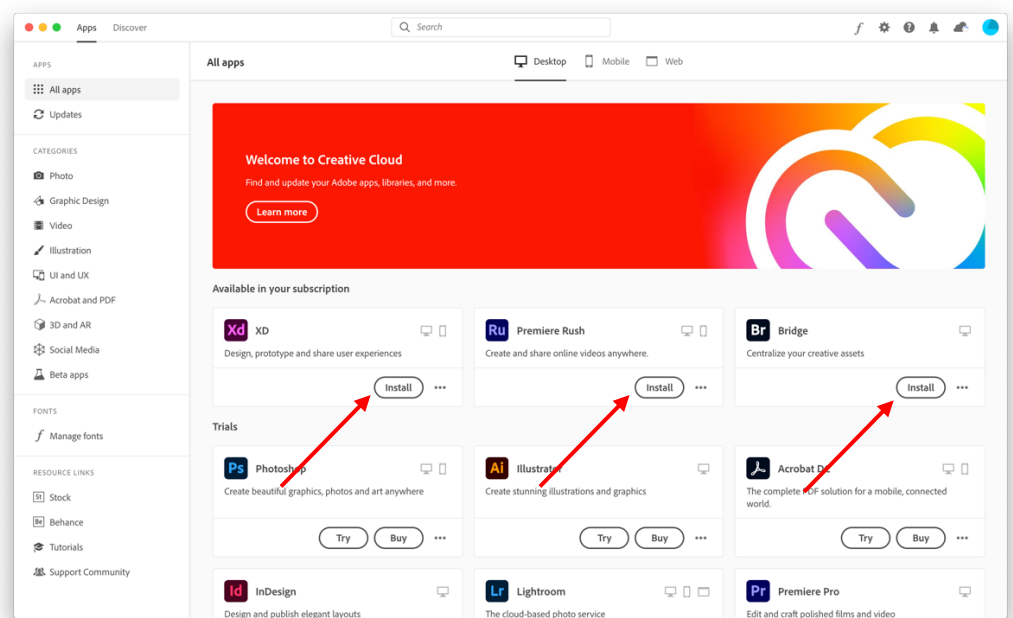 Apps Discover Search
APPS
All apps
Updates
CATEGORIES
Photo
Graphic Design
Video
Illustration
UI and UX
Acrobat and PDF
3D and AR
Social Media
Beta apps
FONTS
Manage fonts
RESOURCE LINKS
St Stock
Be Behance
Tutorials
Support Community
All apps Desktop Mobile Web
Welcome to Creative Cloud
Find and update your Adobe apps, libraries, and more.
Learn more
Available in your subscription
Xd XD
Design, prototype and share user experiences
Install
Ru Premiere Rush
Create and share online videos anywhere.
Install
Br Bridge
Centralize your creative assets
Install
Trials
Ps Photoshop
Create beautiful graphics, photos and art anywhere
Try Buy
Ai Illustrator
Create stunning illustrations and graphics
Try Buy
Acrobat DC
The complete PDF solution for a mobile, connected
world.
Try Buy
Id InDesign
Design and publish elegant layouts
Lr Lightroom
The cloud-based photo service
Pr Premiere Pro
Edit and craft polished films and video